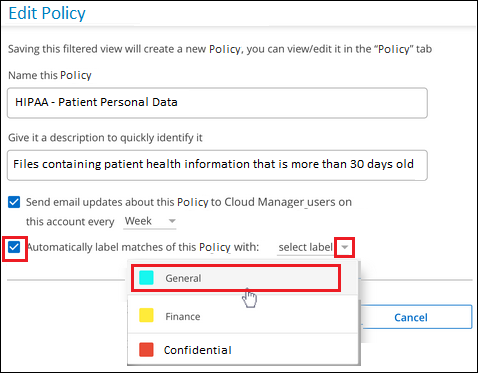 Edit Policy
Saving this filtered view will create a new Policy, you can view/edit it in the “Policy” tab
Name this Policy
HIPAA - Patient Personal Data
Give it a description to quickly identify it
Files containing patient health information that is more than 30 days old
Send email updates about this Policy to Cloud Manager users on
this account every Week
Automatically label matches of this Policy with: select label
General
Finance
Cancel
Confidential